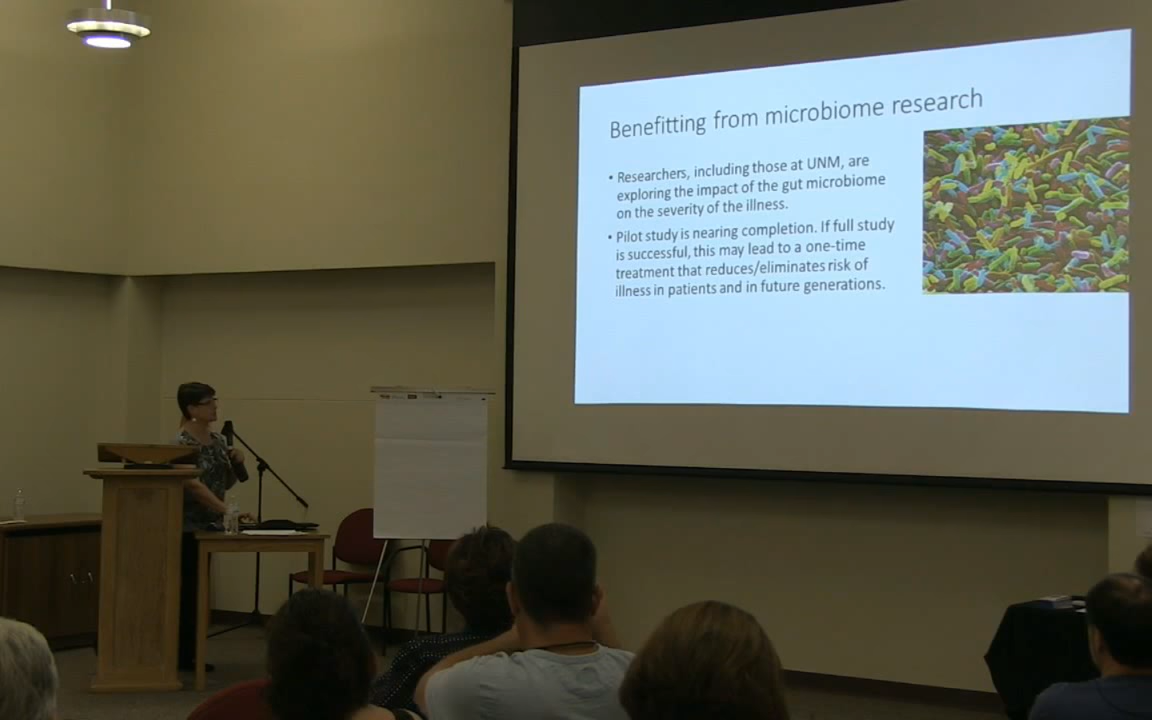 Benefitting from microbiome research
• Researchers, including those at UNM, are
exploring the impact of the gut microbiome
on the severity of the illness.
• Pilot study is nearing completion. If full study
is successful, this may lead to a one-time
treatment that reduces/eliminates risk of
illness in patients and in future generations.